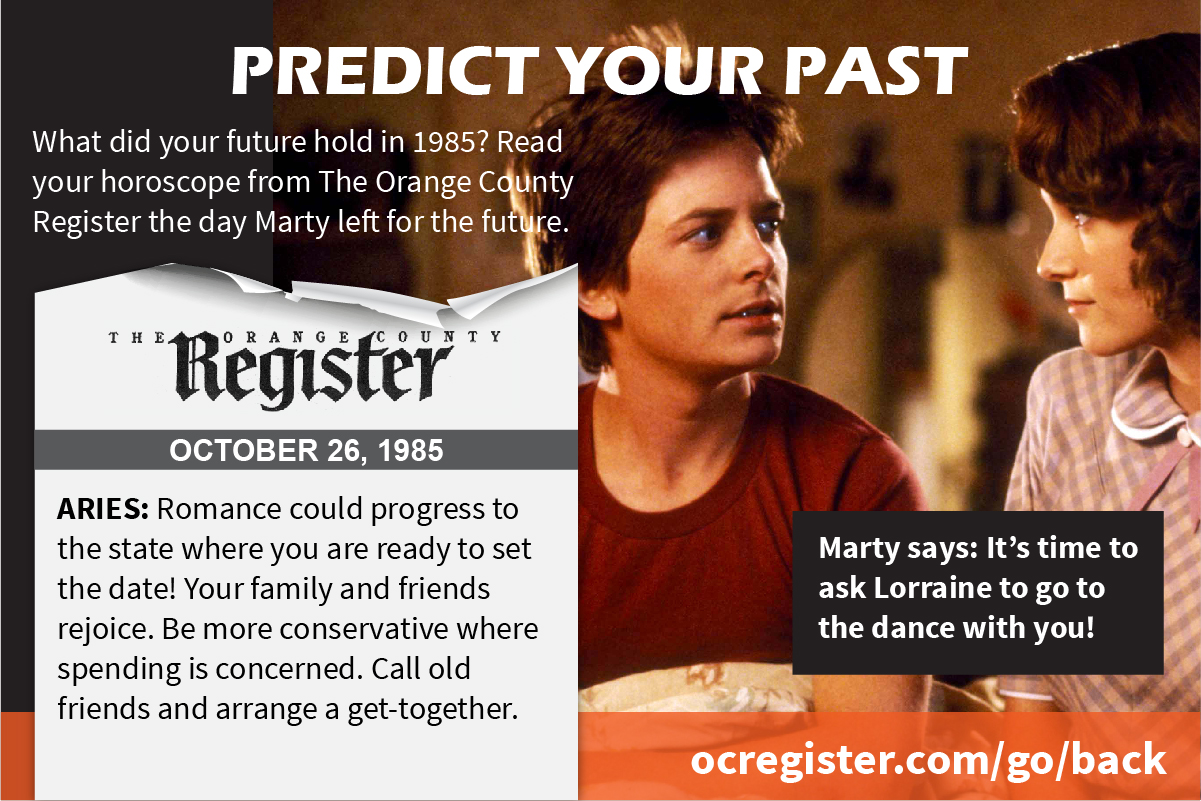 PREDICT YOUR PAST
What did your future hold in 1985? Read
your horoscope from The Orange County
Register the day Marty left for the future.
THE ORANGE COUNTY
Register
OCTOBER 26, 1985
ARIES: Romance could progress to
the state where you are ready to set
the date! Your family and friends
rejoice. Be more conservative where
spending is concerned. Call old
friends and arrange a get-together.
Marty says: It’s time to
ask Lorraine to go to
the dance with you!
ocregister.com/go/back